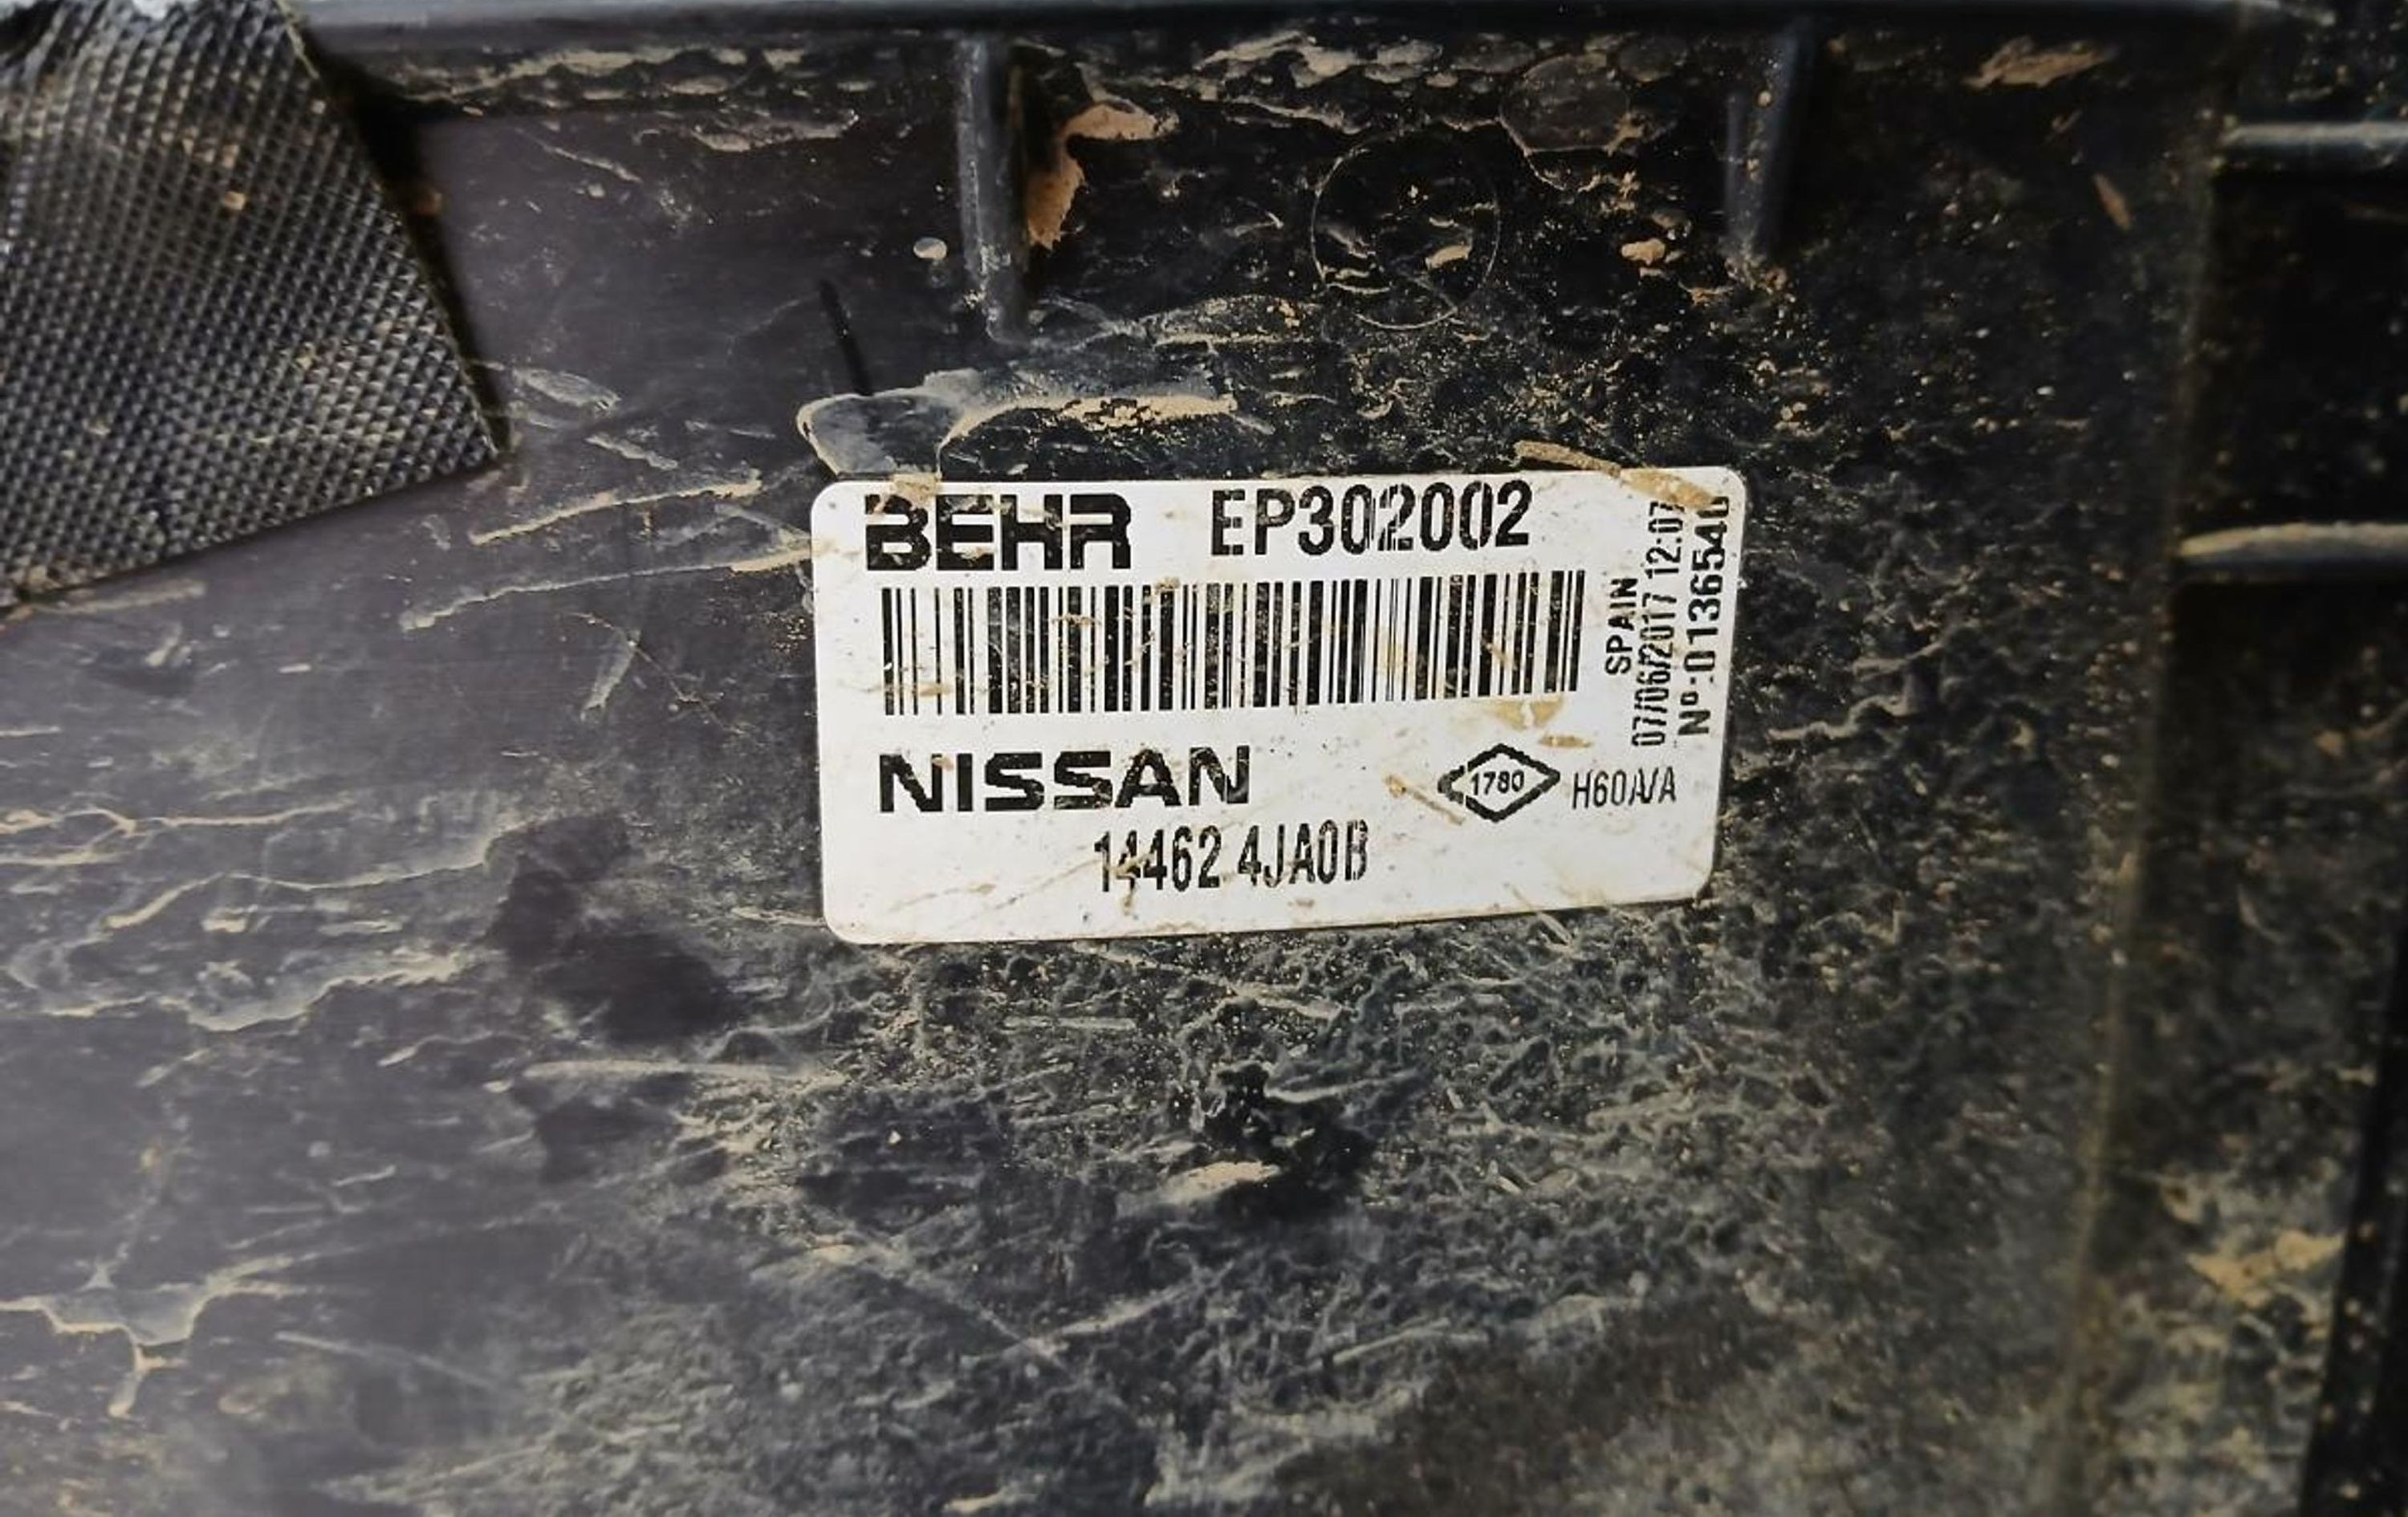 BEHR EP302002
SPAIN
07/06/2017 12:07
Nº:0136540
NISSAN
1780 H60A/A
14462 4JA0B